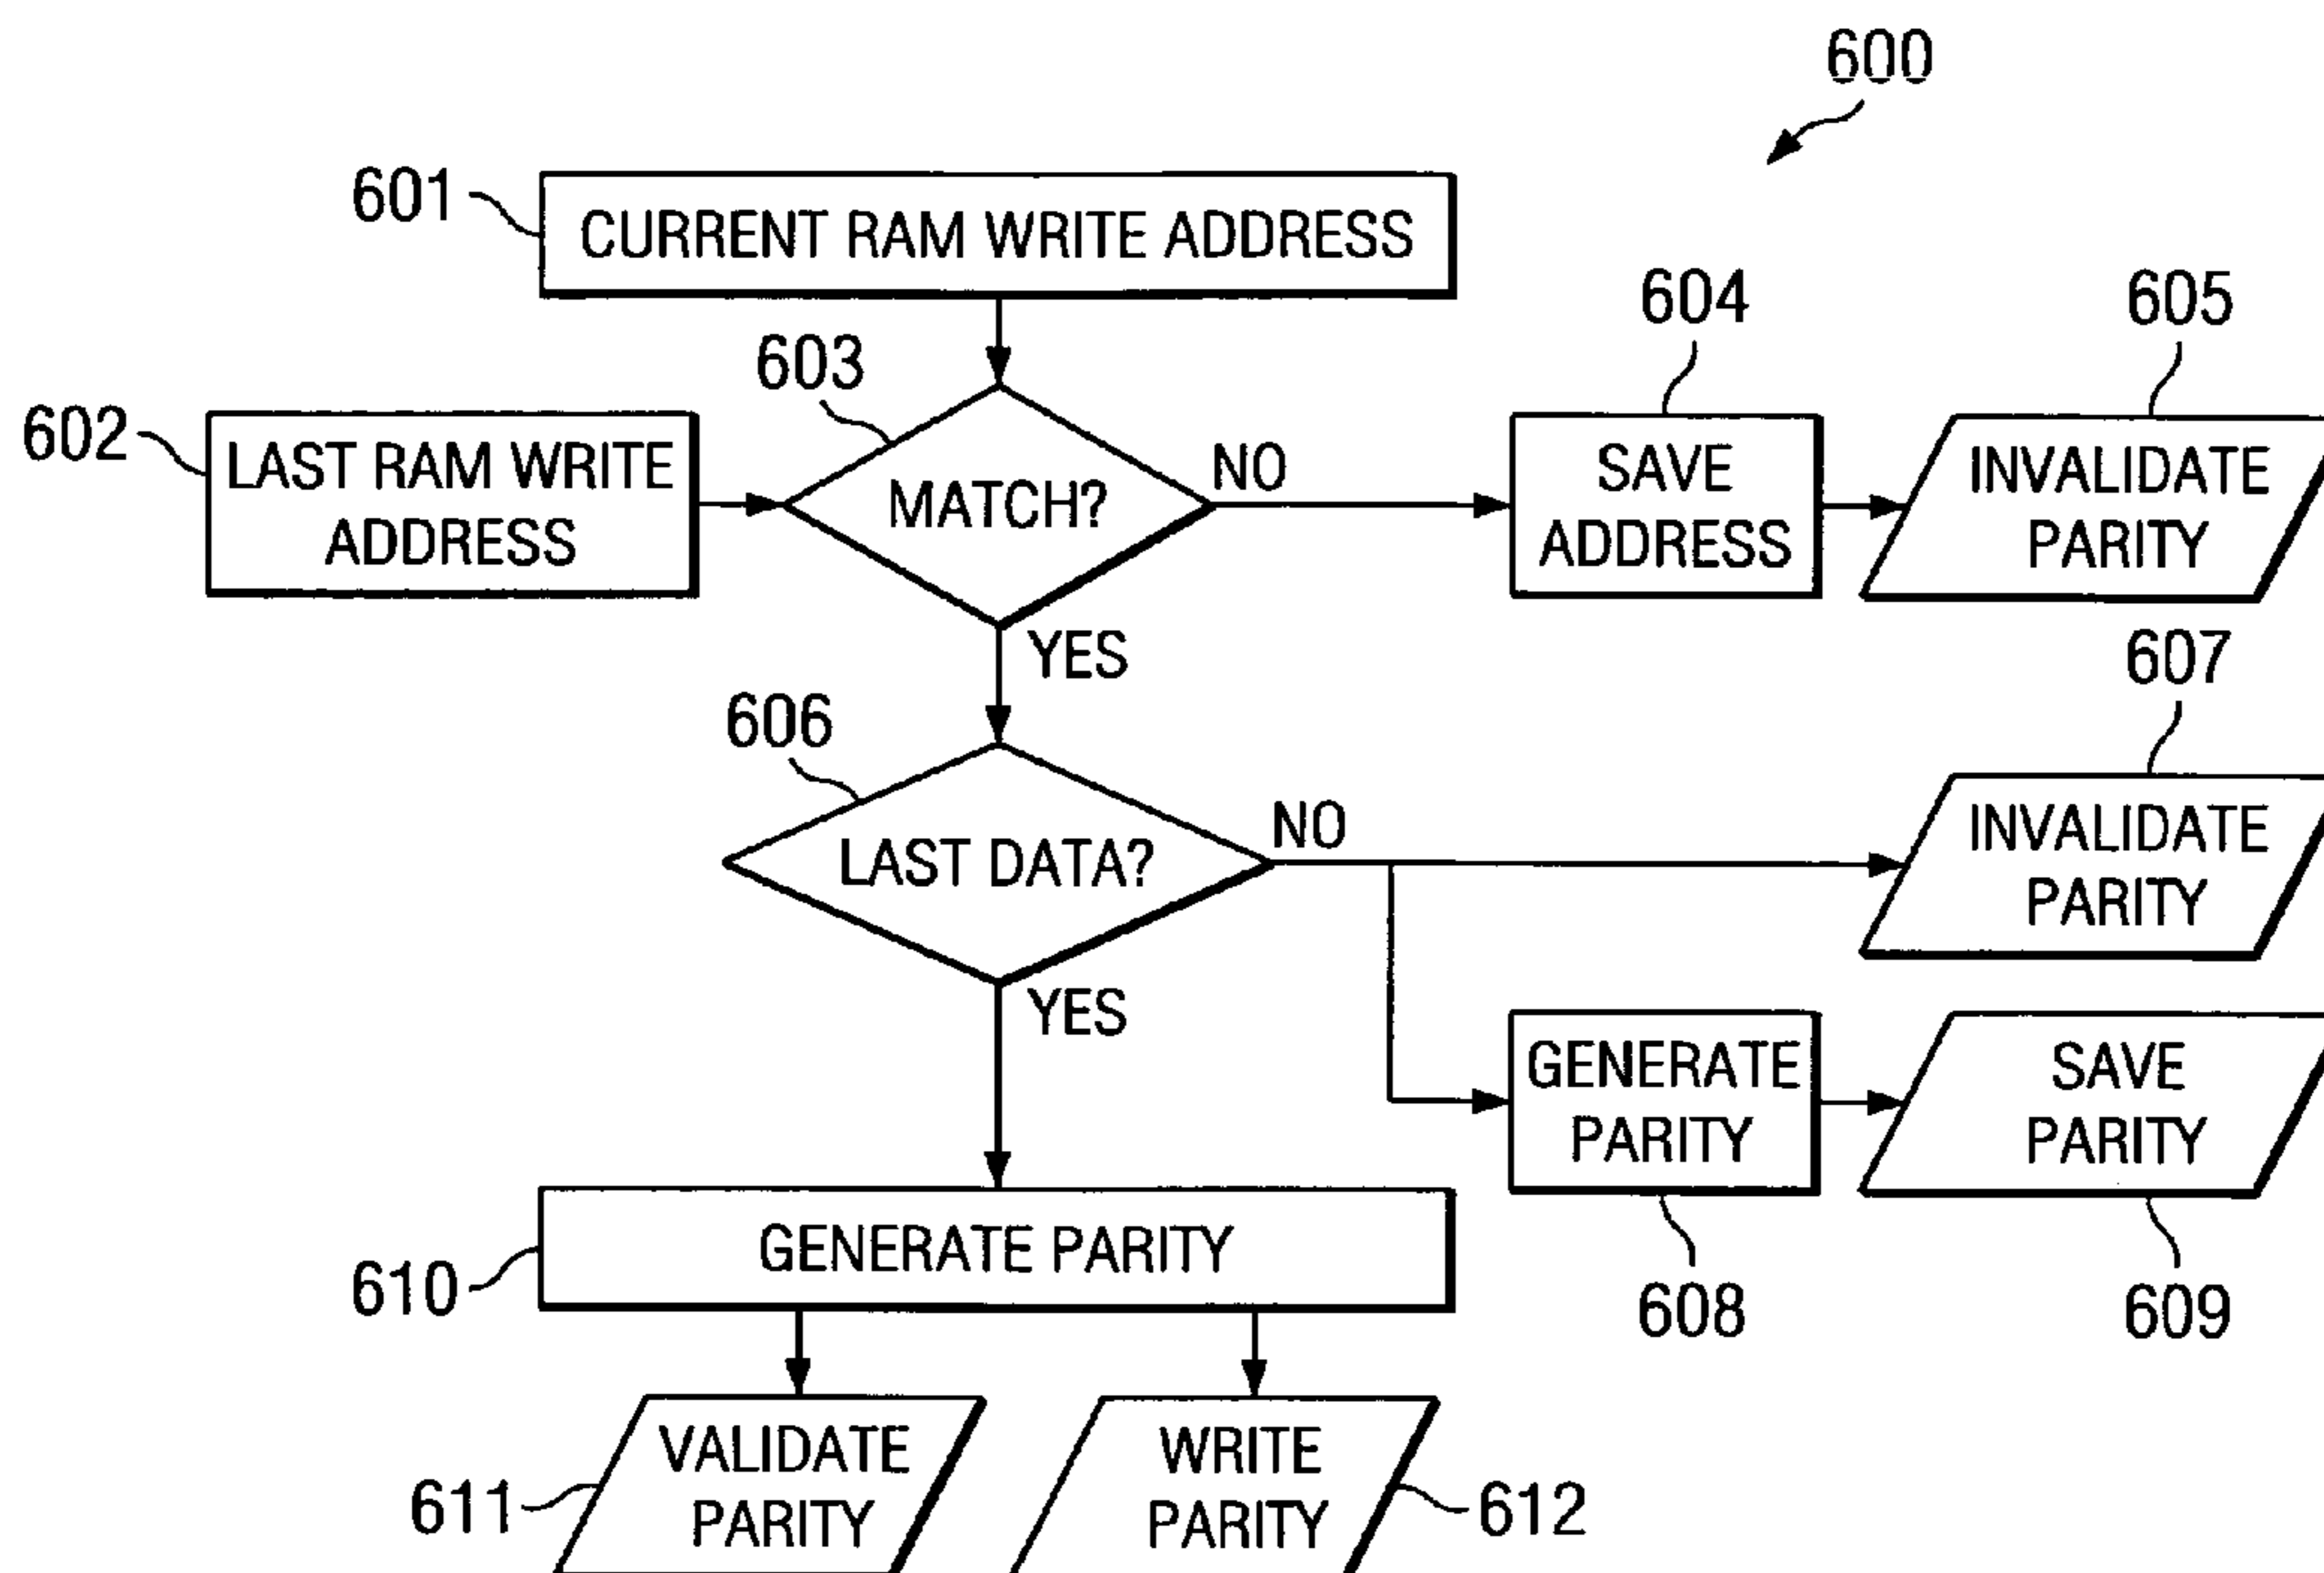 600
601
CURRENT RAM WRITE ADDRESS
604
605
603
602
LAST RAM WRITE
ADDRESS
MATCH?
NO
SAVE
ADDRESS
INVALIDATE
PARITY
YES
607
606
LAST DATA?
NO
INVALIDATE
PARITY
YES
GENERATE
PARITY
SAVE
PARITY
610
GENERATE PARITY
608
609
611
VALIDATE
PARITY
WRITE
PARITY
612